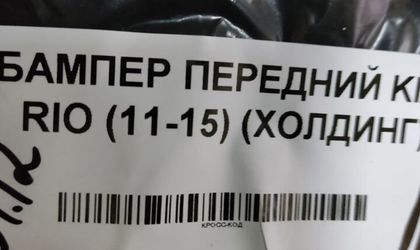 БАМПЕР ПЕРЕДНИЙ
RIO (11-15) (ХОЛДИНГ)
КРОСС-КОД